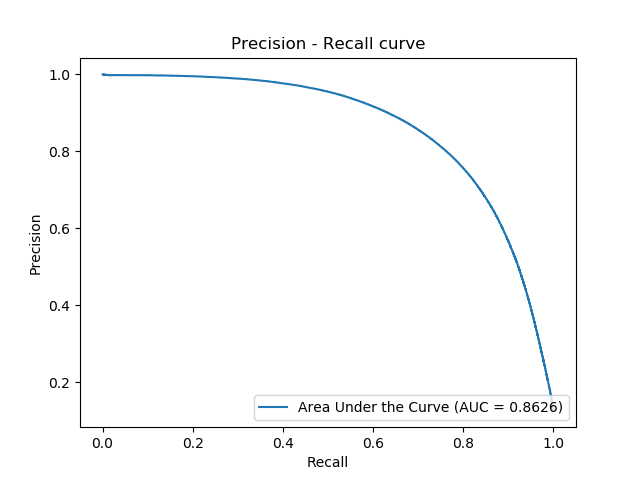 Precision - Recall curve
1.0
0.8
0.6
0.4
0.2
Precision
Area Under the Curve (AUC = 0.8626)
0.0 0.2 0.4 0.6 0.8 1.0
Recall